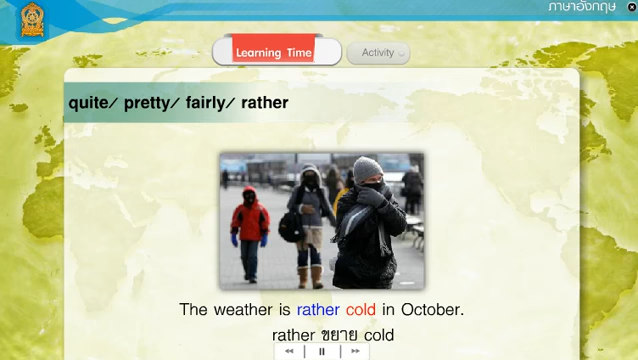 ภาษาอังกฤษ
Learning Time
Activity
quite/ pretty/ fairly/ rather
The weather is rather cold in October.
rather ขยาย cold